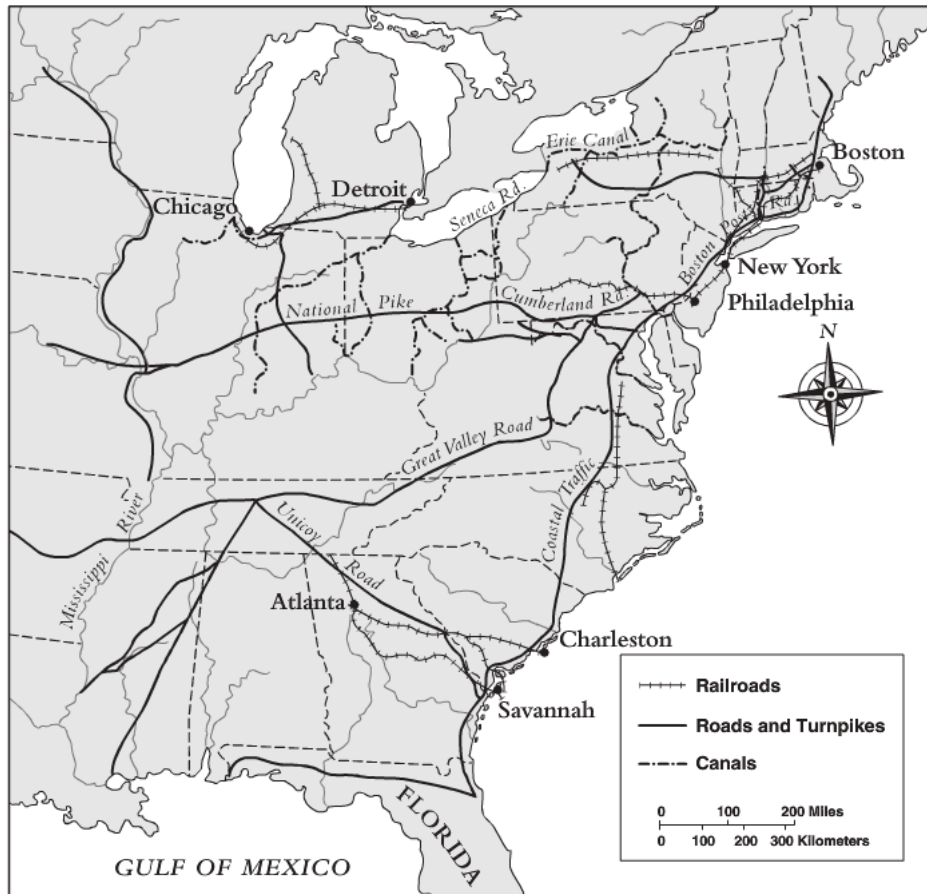 Erie Canal
Boston
Detroit
Seneca Rd.
Chicago
Boston Post Rd.
New York
National Pike
Cumberland Rd.
Philadelphia
N
Great Valley Road
Coastal Traffic
Mississippi River
Unicoy Road
Atlanta
Charleston
Savannah
Railroads
Roads and Turnpikes
Canals
0 100 200 Miles
0 100 200 300 Kilometers
FLORIDA
GULF OF MEXICO